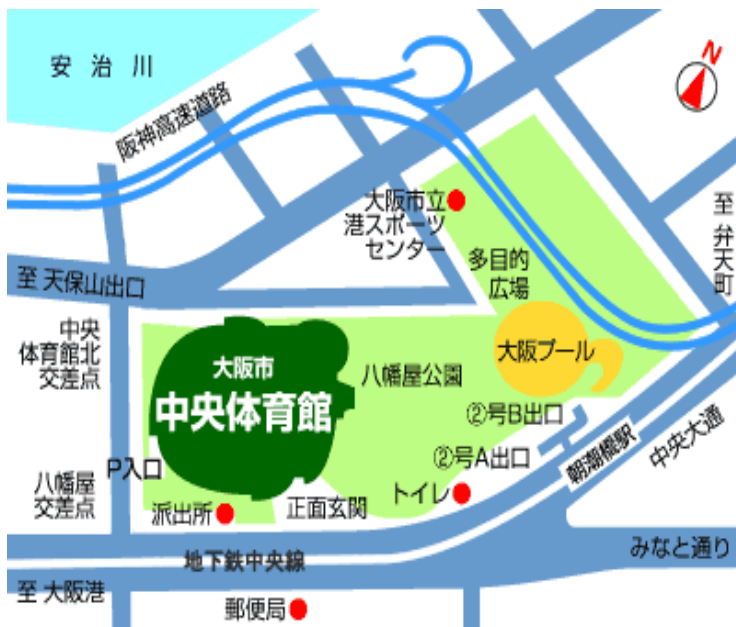 安治川
N
阪神高速道路
大阪市立
港スポーツ
センター
至
弁天町
多目的
広場
至 天保山出口
中央
体育館北
交差点
大阪市
中央体育館
八幡屋公園
大阪プール
②号B出口
②号A出口
朝潮橋駅
中央大通
P入口
八幡屋
交差点
派出所
正面玄関
トイレ
地下鉄中央線
みなと通り
至 大阪港
郵便局